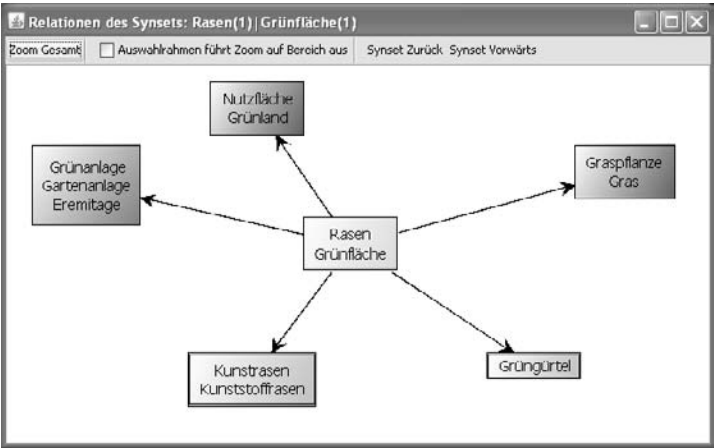 Relationen des Synsets: Rasen(1)|Grünfläche(1)
Zoom Gesamt Auswahlrahmen führt Zoom auf Bereich aus Synset Zurück Synset Vorwärts
Nutzfläche
Grünland
Grünanlage
Gartenanlage
Eremitage
Graspflanze
Gras
Rasen
Grünfläche
Kunstrasen
Kunststoffrasen
Grüngürtel